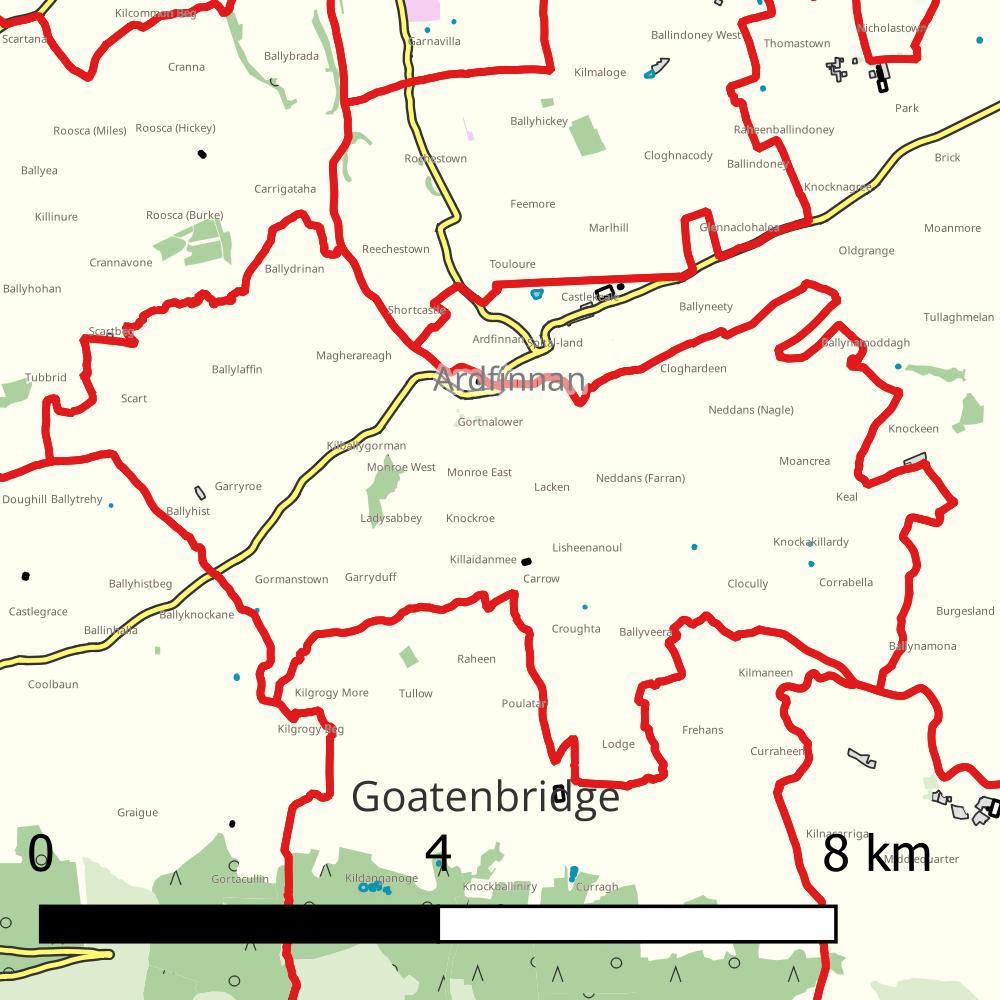 Kilcommon Beg
Scartana
Garnavilla
Ballindoney West
Nicholastown
Thomastown
Ballybrada
Cranna
Kilmaloge
Park
Roosca (Miles)
Roosca (Hickey)
Ballyhickey
Raheenballindoney
Rochestown
Cloghnacody
Ballindoney
Brick
Ballyea
Carrigataha
Knocknagree
Killinure
Roosca (Burke)
Feemore
Marlhill
Glennaclohalea
Moanmore
Reechestown
Oldgrange
Crannavone
Ballydrinan
Touloure
Ballyhohan
Castlekeale
Shortcastle
Ballyneety
Tullaghmelan
Scartbeg
Ardfinnan
Spital-land
Ballynamoddagh
Magherareagh
Ballylaffin
Cloghardeen
Tubbrid
Ardfinnan
Scart
Neddans (Nagle)
Gortnalower
Knockeen
Kilballygorman
Monroe West
Monroe East
Moancrea
Garryroe
Lacken
Neddans (Farran)
Doughill
Ballytrehy
Keal
Ballyhist
Ladysabbey
Knockroe
Knockakillardy
Killaidanmee
Lisheenanoul
Ballyhistbeg
Gormanstown
Garryduff
Carrow
Clocully
Corrabella
Castlegrace
Ballyknockane
Burgesland
Ballinhalla
Croughta
Ballyveera
Ballynamona
Raheen
Kilmaneen
Coolbaun
Kilgrogy More
Tullow
Poulatar
Kilgrogy Beg
Frehans
Lodge
Curraheen
Goatenbridge
Graigue
Kilnacarriga
0
4
8 km
Middlequarter
Gortacullin
Kildanganoge
Knockballiniry
Curragh